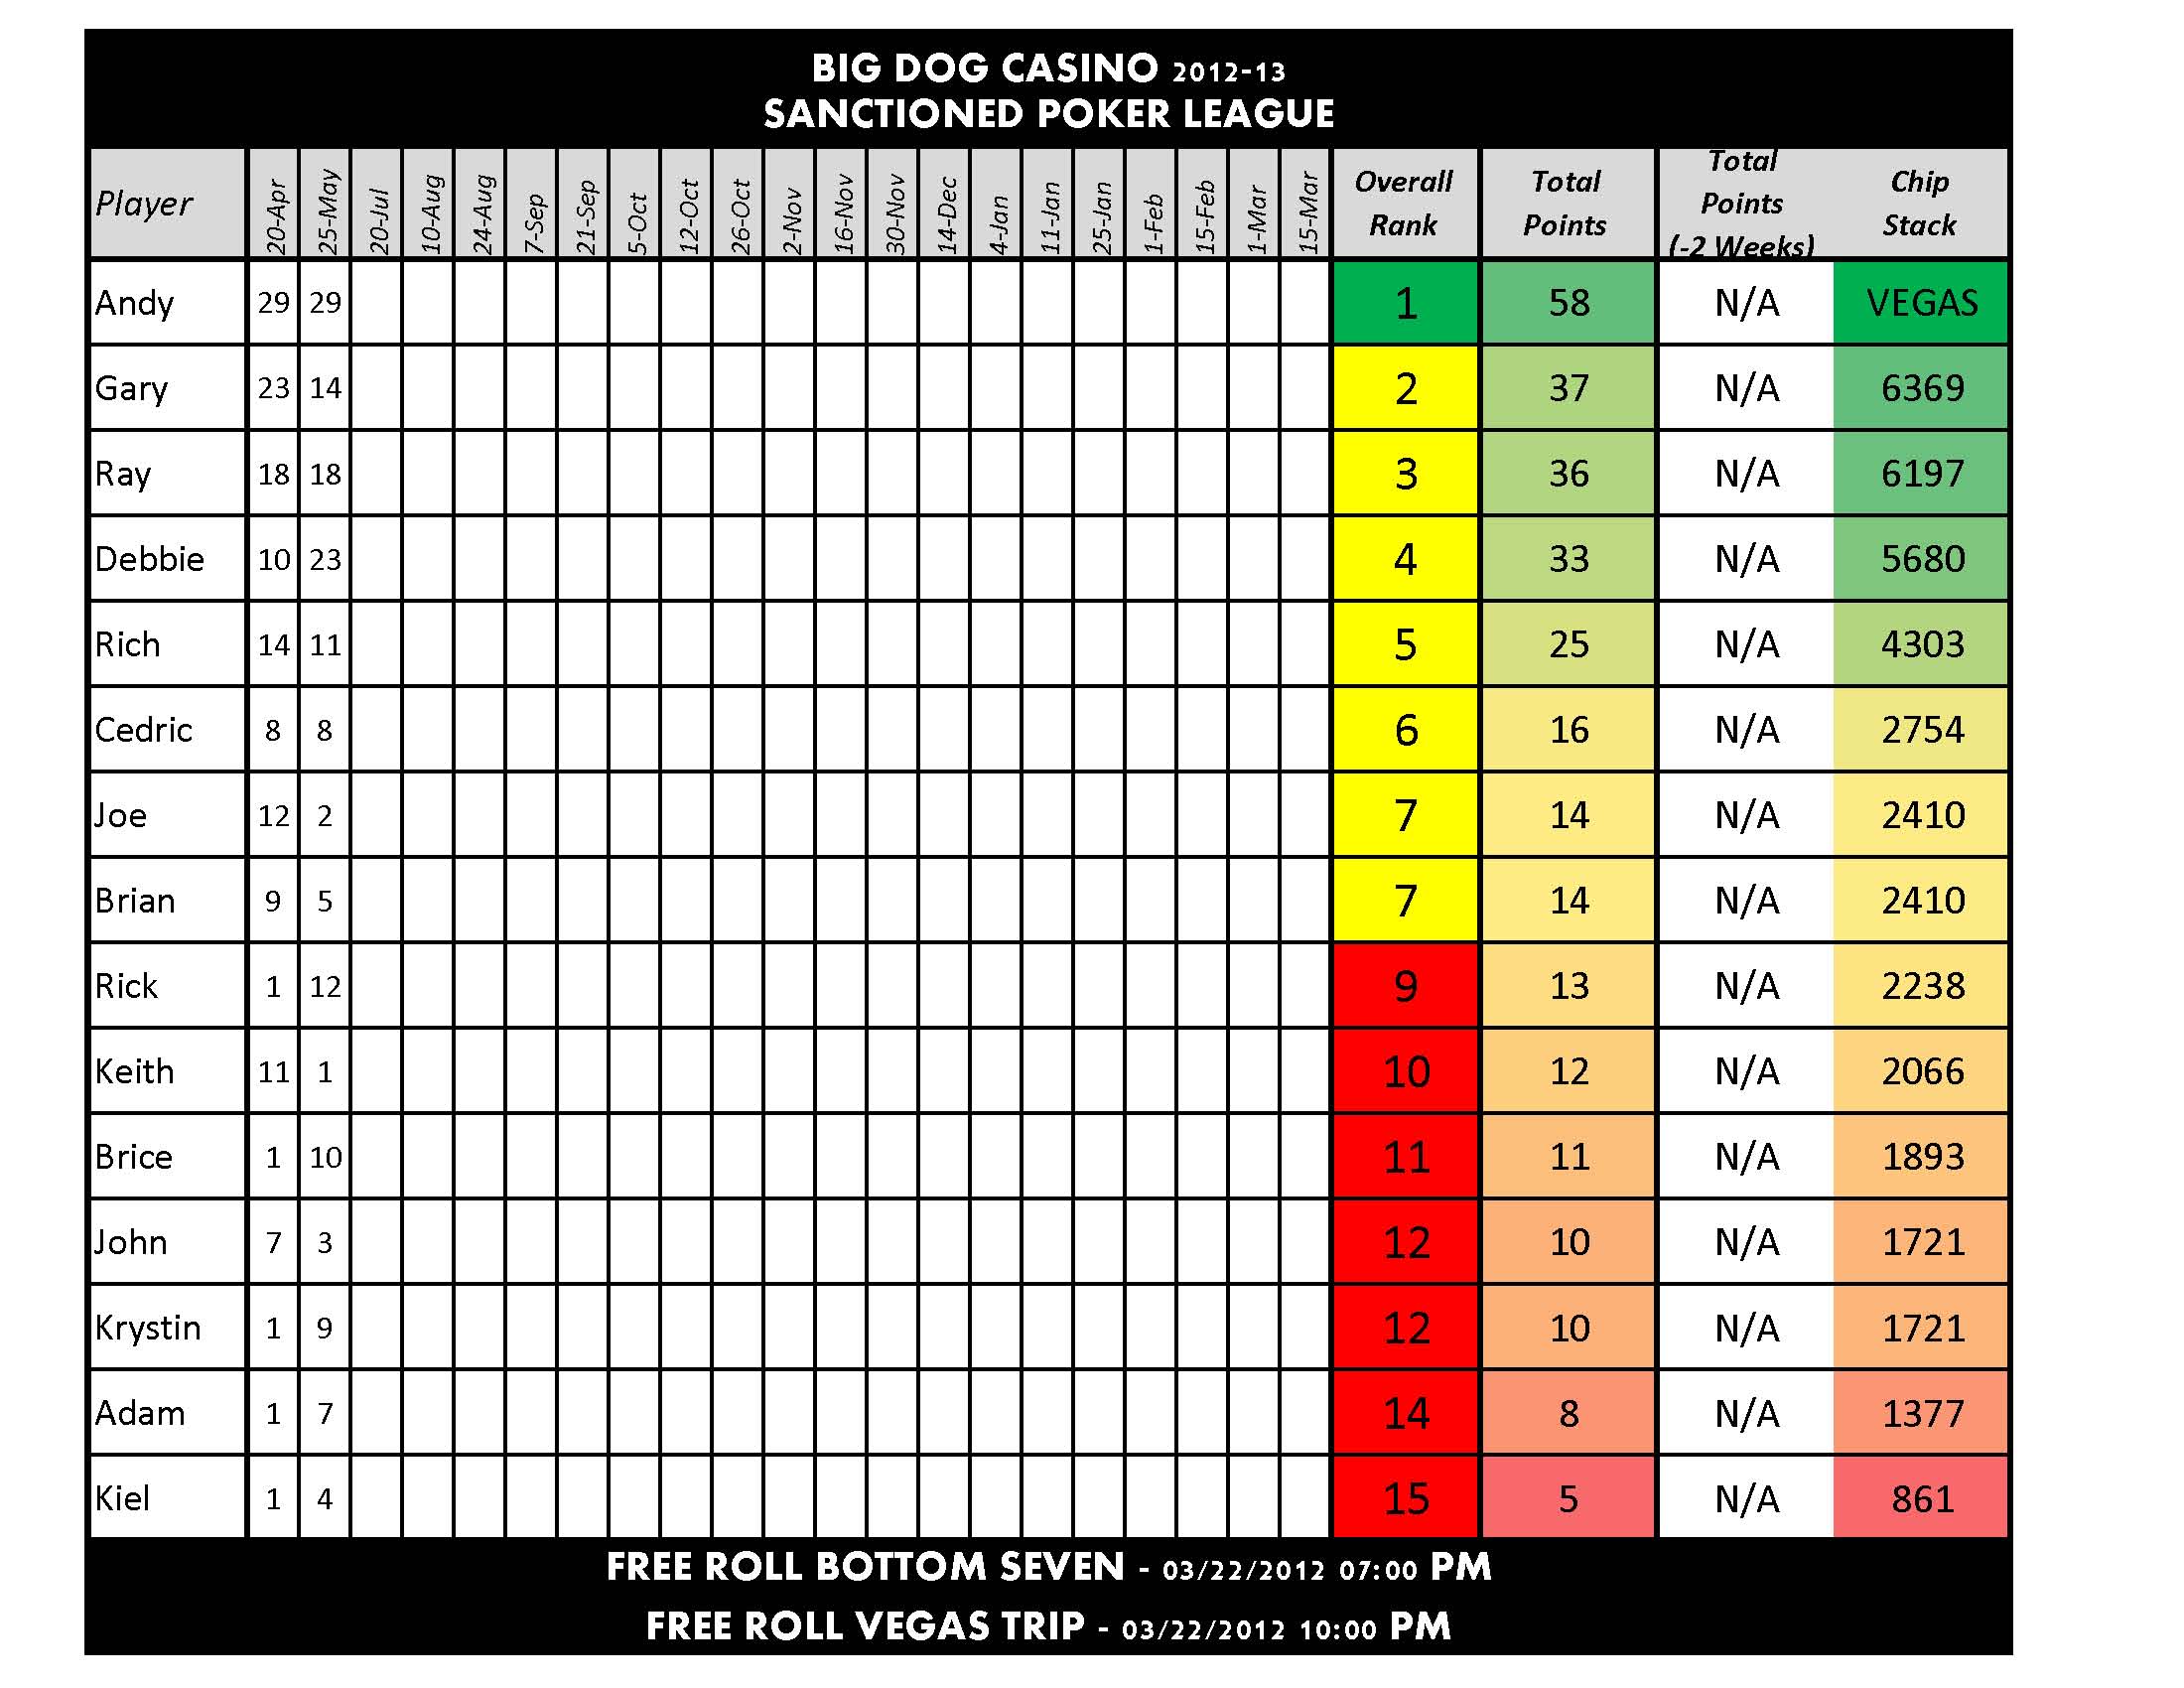 BIG DOG CASINO 2012-13
SANCTIONED POKER LEAGUE
Player 20-Apr 25-May 20-Jul 10-Aug 24-Aug 7-Sep 21-Sep 5-Oct 12-Oct 26-Oct 2-Nov 16-Nov 30-Nov 14-Dec 4-Jan 11-Jan 25-Jan 1-Feb 15-Feb 1-Mar 15-Mar Overall Rank Total Points Total Points (-2 Weeks) Chip Stack
Andy 29 29 1 58 N/A VEGAS
Gary 23 14 2 37 N/A 6369
Ray 18 18 3 36 N/A 6197
Debbie 10 23 4 33 N/A 5680
Rich 14 11 5 25 N/A 4303
Cedric 8 8 6 16 N/A 2754
Joe 12 2 7 14 N/A 2410
Brian 9 5 7 14 N/A 2410
Rick 1 12 9 13 N/A 2238
Keith 11 1 10 12 N/A 2066
Brice 1 10 11 11 N/A 1893
John 7 3 12 10 N/A 1721
Krystin 1 9 12 10 N/A 1721
Adam 1 7 14 8 N/A 1377
Kiel 1 4 15 5 N/A 861
FREE ROLL BOTTOM SEVEN - 03/22/2012 07:00 PM
FREE ROLL VEGAS TRIP - 03/22/2012 10:00 PM